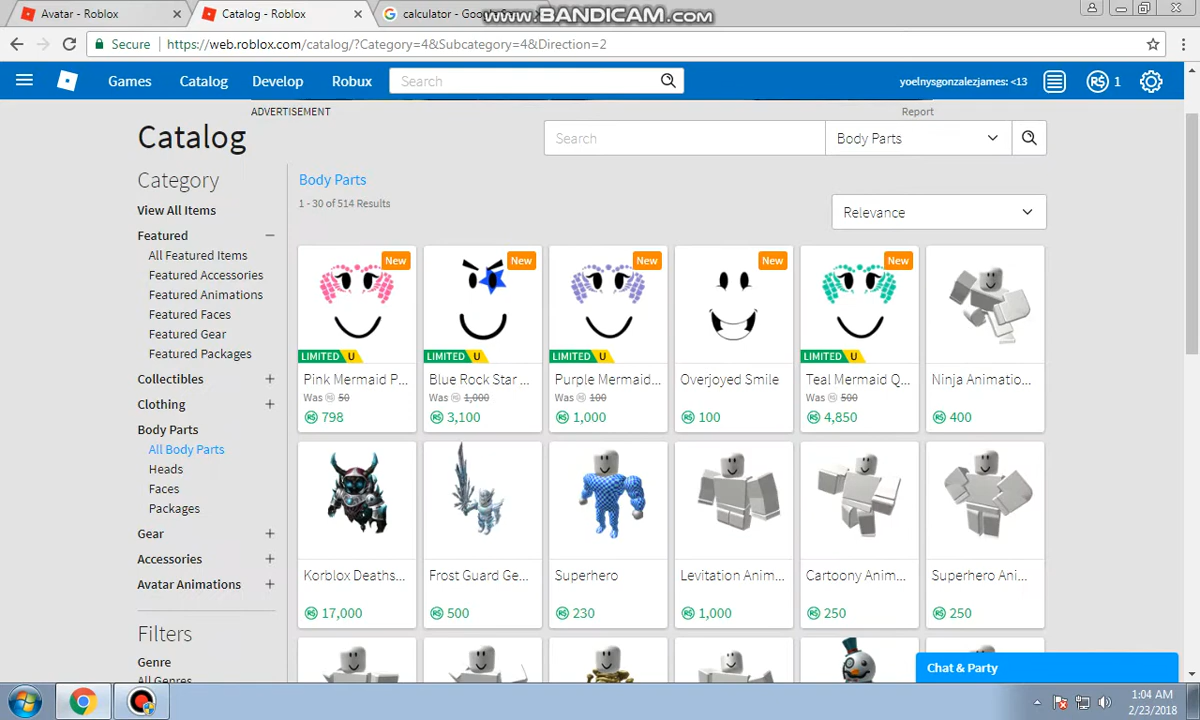 Avatar - Roblox
Catalog - Roblox
calculator - Goo
www.BANDICAM.com
Secure
https://web.roblox.com/catalog/?Category=4&Subcategory=4&Direction=2
Games
Catalog
Develop
Robux
Search
yoelnysgonzalezjames: <13
R$ 1
ADVERTISEMENT
Report
Catalog
Search
Body Parts
Category
Body Parts
1 - 30 of 514 Results
View All Items
Relevance
Featured
All Featured Items
Featured Accessories
Featured Animations
Featured Faces
Featured Gear
Featured Packages
Collectibles
Clothing
Body Parts
All Body Parts
Heads
Faces
Packages
Gear
Accessories
Avatar Animations
Filters
Genre
All Genres
New
LIMITED U
Pink Mermaid P...
Was R$ 50
R$ 798
New
LIMITED U
Blue Rock Star ...
Was R$ 1,000
R$ 3,100
New
LIMITED U
Purple Mermaid...
Was R$ 100
R$ 1,000
New
Overjoyed Smile
R$ 100
New
LIMITED U
Teal Mermaid Q...
Was R$ 500
R$ 4,850
Ninja Animatio...
R$ 400
Korblox Deaths...
R$ 17,000
Frost Guard Ge...
R$ 500
Superhero
R$ 230
Levitation Anim...
R$ 1,000
Cartoony Anim...
R$ 250
Superhero Ani...
R$ 250
Chat & Party
1:04 AM
2/23/2018